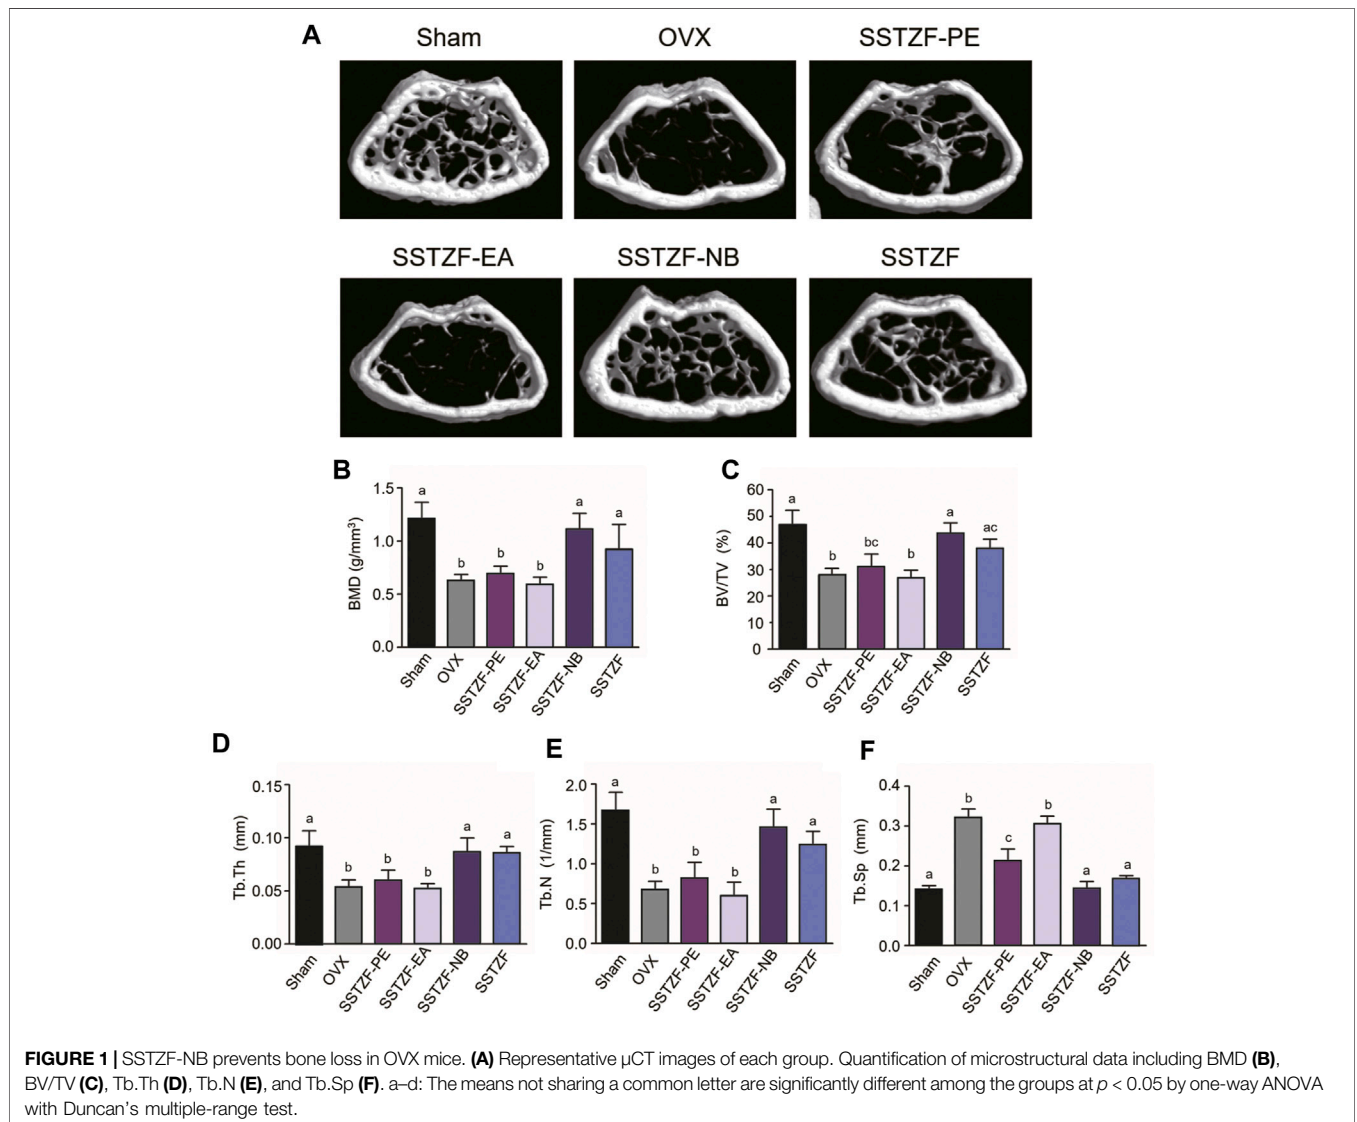 A
Sham OVX SSTZF-PE
SSTZF-EA SSTZF-NB SSTZF
B
BMD (g/mm³)
1.5
1.0
0.5
0.0
a b b b a a
Sham OVX SSTZF-PE SSTZF-EA SSTZF-NB SSTZF
C
BV/TV (%)
60
50
40
30
20
10
0
a b bc b a ac
Sham OVX SSTZF-PE SSTZF-EA SSTZF-NB SSTZF
D
Tb.Th (mm)
0.15
0.10
0.05
0.00
a b b b a a
Sham OVX SSTZF-PE SSTZF-EA SSTZF-NB SSTZF
E
Tb.N (1/mm)
2.0
1.5
1.0
0.5
0.0
a b b b a a
Sham OVX SSTZF-PE SSTZF-EA SSTZF-NB SSTZF
F
Tb.Sp (mm)
0.4
0.3
0.2
0.1
0.0
a b c b a a
Sham OVX SSTZF-PE SSTZF-EA SSTZF-NB SSTZF
FIGURE 1 | SSTZF-NB prevents bone loss in OVX mice. (A) Representative μCT images of each group. Quantification of microstructural data including BMD (B),
BV/TV (C), Tb.Th (D), Tb.N (E), and Tb.Sp (F). a–d: The means not sharing a common letter are significantly different among the groups at p < 0.05 by one-way ANOVA
with Duncan's multiple-range test.